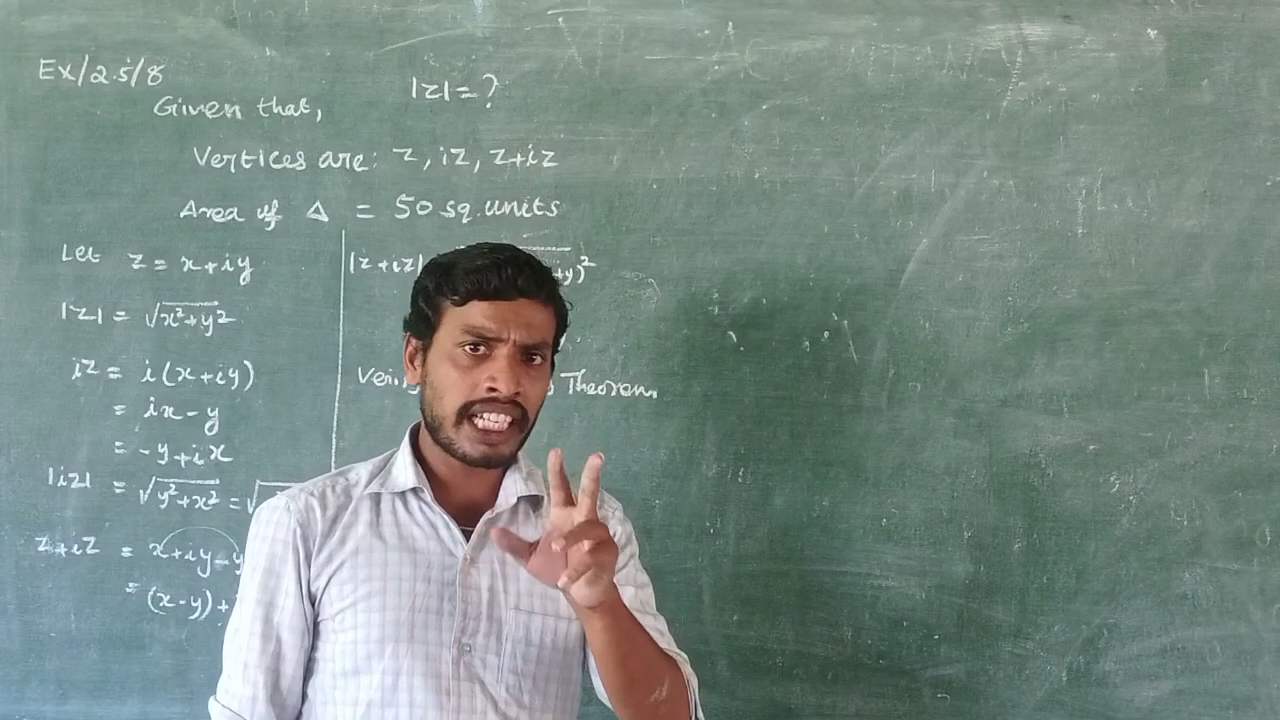 Ex/2.5/8
|z| = ?
Given that,
Vertices are: z, iz, z+iz
Area of Δ = 50 sq. units
Let z = x+iy
|z| = √x²+y²
iz = i(x+iy)
= ix-y
= -y+ix
|iz| = √y²+x² = √
z+iz = x+iy-y
= (x-y)+
|z+iz|
+y)²
Theorem